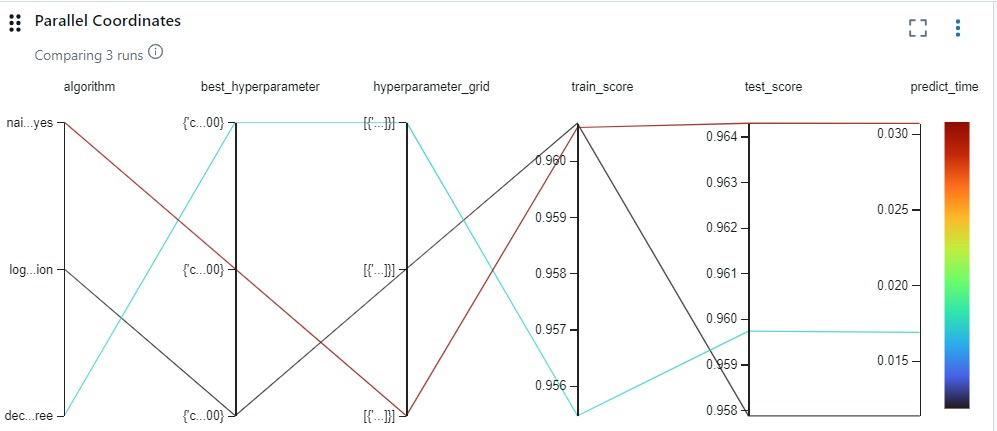 Parallel Coordinates
Comparing 3 runs
algorithm best_hyperparameter hyperparameter_grid train_score test_score predict_time
nai...yes
log...ion
dec...ree
{'c...00}
{'c...00}
{'c...00}
[{'...]}]
[{'...]}]
[{'...]}]
0.960
0.959
0.958
0.957
0.956
0.964
0.963
0.962
0.961
0.960
0.959
0.958
0.030
0.025
0.020
0.015